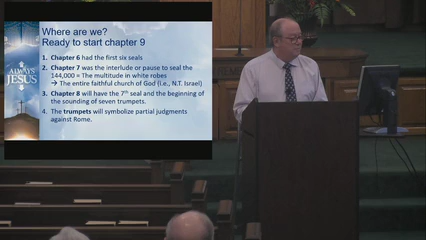 Where are we?
Ready to start chapter 9
1. Chapter 6 had the first six seals
2. Chapter 7 was the interlude or pause to seal the
144,000 = The multitude in white robes
→ The entire faithful church of God (i.e., N.T. Israel)
3. Chapter 8 will have the 7th seal and the beginning of
the sounding of seven trumpets.
4. The trumpets will symbolize partial judgments
against Rome.
ALWAYS
JESUS